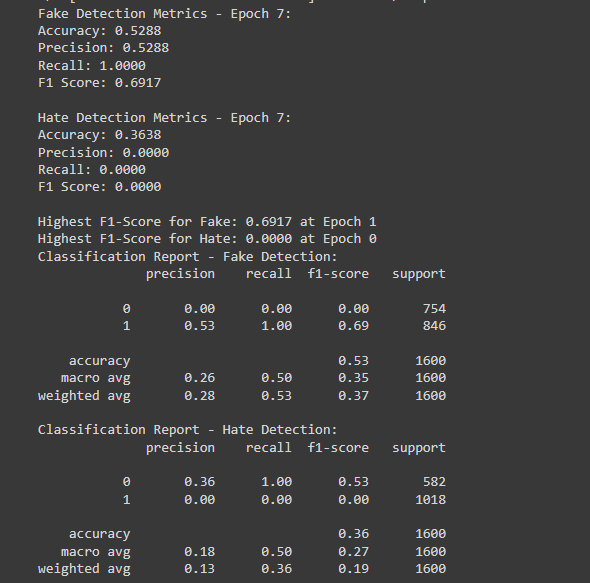 Fake Detection Metrics - Epoch 7:
Accuracy: 0.5288
Precision: 0.5288
Recall: 1.0000
F1 Score: 0.6917
Hate Detection Metrics - Epoch 7:
Accuracy: 0.3638
Precision: 0.0000
Recall: 0.0000
F1 Score: 0.0000
Highest F1-Score for Fake: 0.6917 at Epoch 1
Highest F1-Score for Hate: 0.0000 at Epoch 0
Classification Report - Fake Detection:
precision recall f1-score support
0 0.00 0.00 0.00 754
1 0.53 1.00 0.69 846
accuracy 0.53 1600
macro avg 0.26 0.50 0.35 1600
weighted avg 0.28 0.53 0.37 1600
Classification Report - Hate Detection:
precision recall f1-score support
0 0.36 1.00 0.53 582
1 0.00 0.00 0.00 1018
accuracy 0.36 1600
macro avg 0.18 0.50 0.27 1600
weighted avg 0.13 0.36 0.19 1600